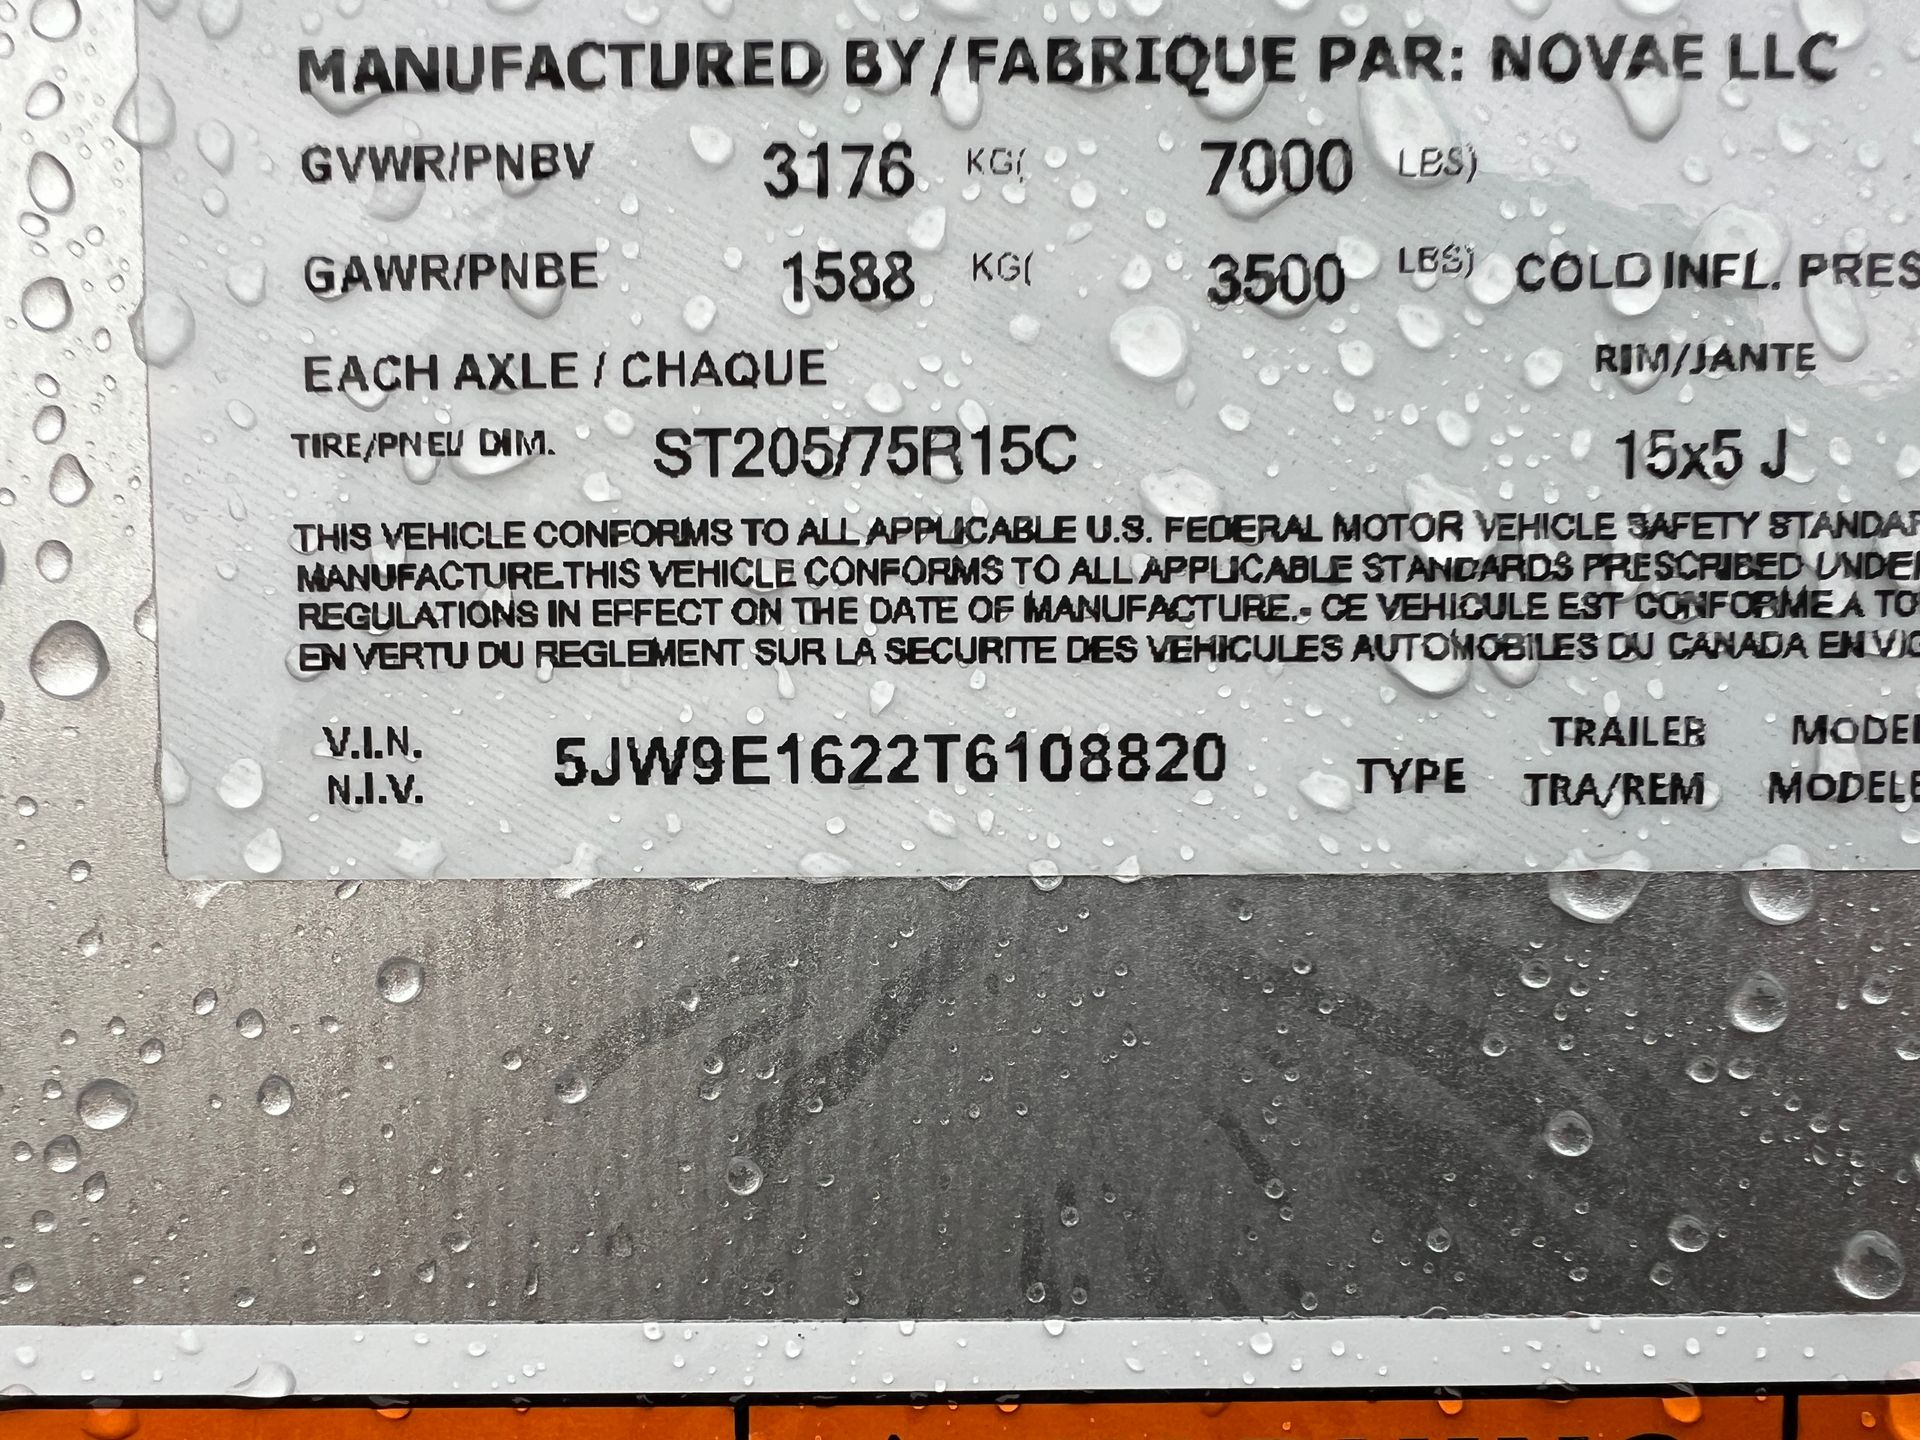 MANUFACTURED BY/FABRIQUE PAR: NOVAE LLC
GVWR/PNBV 3176 KG( 7000 LBS)
GAWR/PNBE 1588 KG( 3500 LBS) COLD INFL. PRES
EACH AXLE / CHAQUE RIM/JANTE
TIRE/PNEU DIM. ST205/75R15C 15x5 J
THIS VEHICLE CONFORMS TO ALL APPLICABLE U.S. FEDERAL MOTOR VEHICLE SAFETY STANDAR
MANUFACTURE.THIS VEHICLE CONFORMS TO ALL APPLICABLE STANDARDS PRESCRIBED UNDER
REGULATIONS IN EFFECT ON THE DATE OF MANUFACTURE.- CE VEHICULE EST CONFORME A TO
EN VERTU DU REGLEMENT SUR LA SECURITE DES VEHICULES AUTOMOBILES DU CANADA EN VIG
V.I.N. 5JW9E1622T6108820 TYPE TRAILER MODEL
N.I.V. TRA/REM MODELE